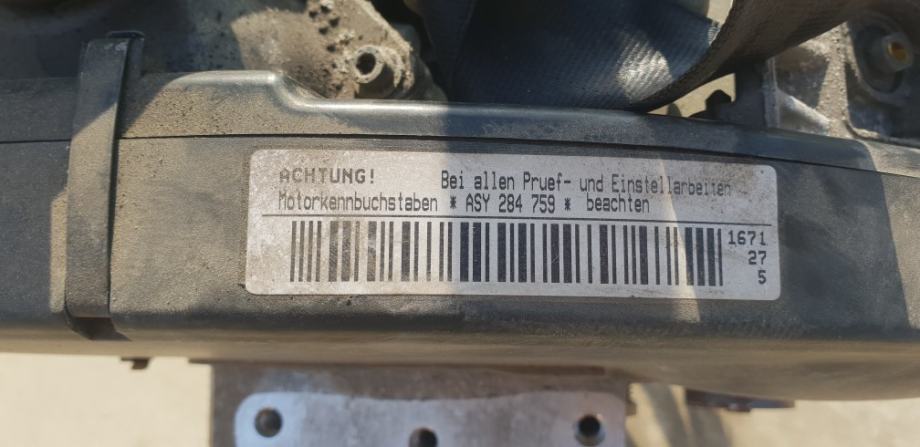 ACHTUNG! Bei allen Pruef- und Einstellarbeiten
Motorkennbuchstaben * ASY 284 759 * beachten
1671
27
5